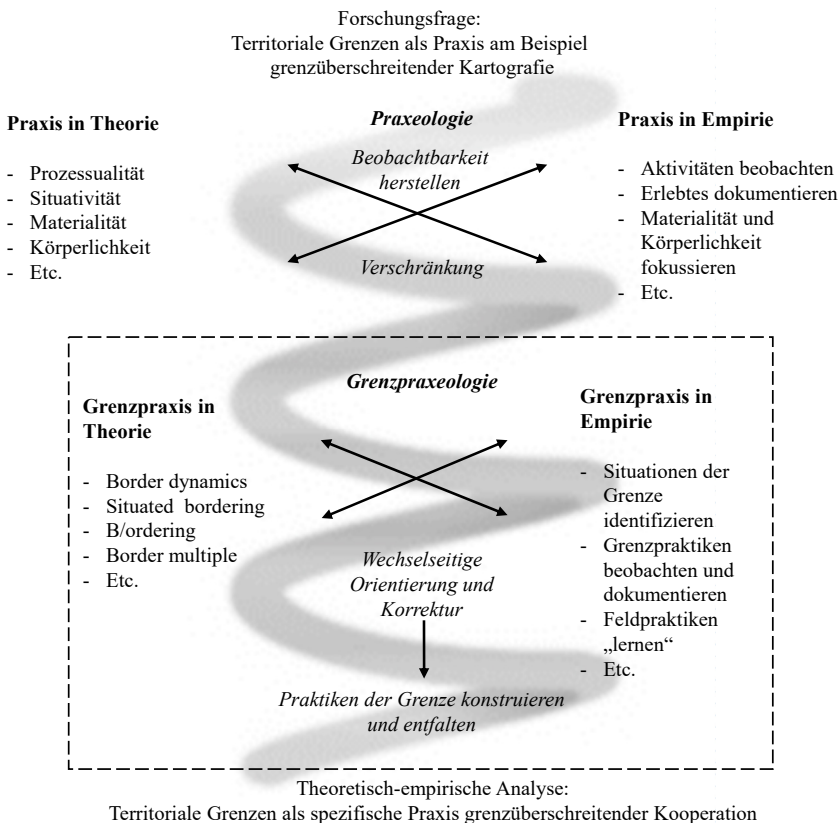 Forschungsfrage:
Territoriale Grenzen als Praxis am Beispiel
grenzüberschreitender Kartografie
Praxis in Theorie
- Prozessualität
- Situativität
- Materialität
- Körperlichkeit
- Etc.
Praxeologie
Beobachtbarkeit
herstellen
Verschränkung
Praxis in Empirie
- Aktivitäten beobachten
- Erlebtes dokumentieren
- Materialität und
Körperlichkeit
fokussieren
- Etc.
Grenzpraxeologie
Grenzpraxis in
Theorie
- Border dynamics
- Situated bordering
- B/ordering
- Border multiple
- Etc.
Grenzpraxis in
Empirie
- Situationen der
Grenze
identifizieren
- Grenzpraktiken
beobachten und
dokumentieren
- Feldpraktiken
„lernen“
- Etc.
Wechselseitige
Orientierung und
Korrektur
Praktiken der Grenze konstruieren
und entfalten
Theoretisch-empirische Analyse:
Territoriale Grenzen als spezifische Praxis grenzüberschreitender Kooperation